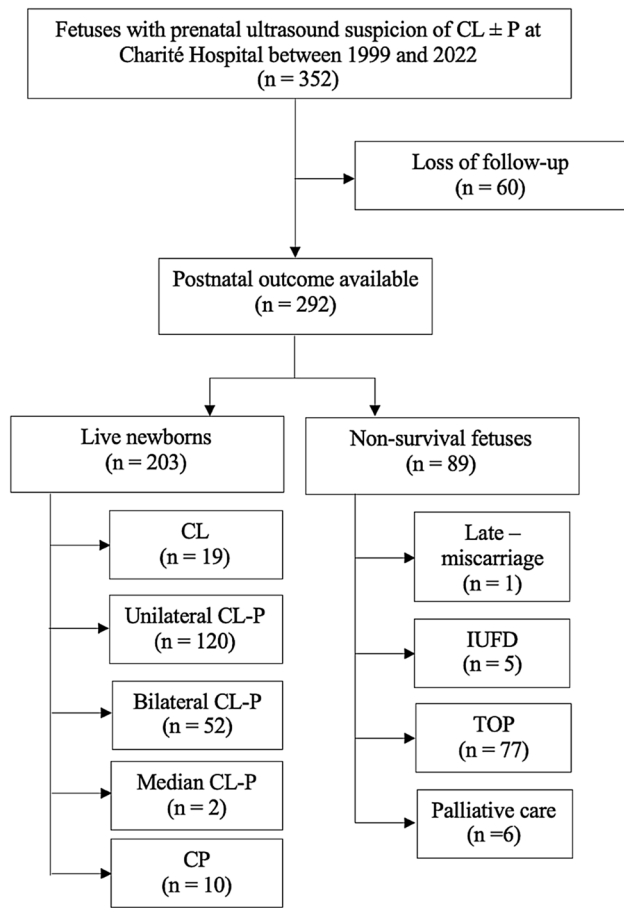 Fetuses with prenatal ultrasound suspicion of CL ± P at
Charité Hospital between 1999 and 2022
(n = 352)
Loss of follow-up
(n = 60)
Postnatal outcome available
(n = 292)
Live newborns
(n = 203)
Non-survival fetuses
(n = 89)
CL
(n = 19)
Unilateral CL-P
(n = 120)
Bilateral CL-P
(n = 52)
Median CL-P
(n = 2)
CP
(n = 10)
Late –
miscarriage
(n = 1)
IUFD
(n = 5)
TOP
(n = 77)
Palliative care
(n =6)